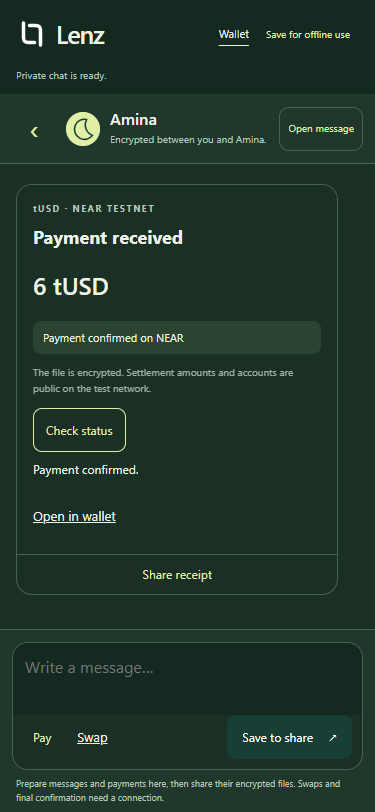 Lenz
Wallet
Save for offline use
Private chat is ready.
Amina
Encrypted between you and Amina.
Open message
tUSD · NEAR TESTNET
Payment received
6 tUSD
Payment confirmed on NEAR
The file is encrypted. Settlement amounts and accounts are
public on the test network.
Check status
Payment confirmed.
Open in wallet
Share receipt
Write a message...
Pay
Swap
Save to share ↗
Prepare messages and payments here, then share their encrypted files. Swaps and
final confirmation need a connection.